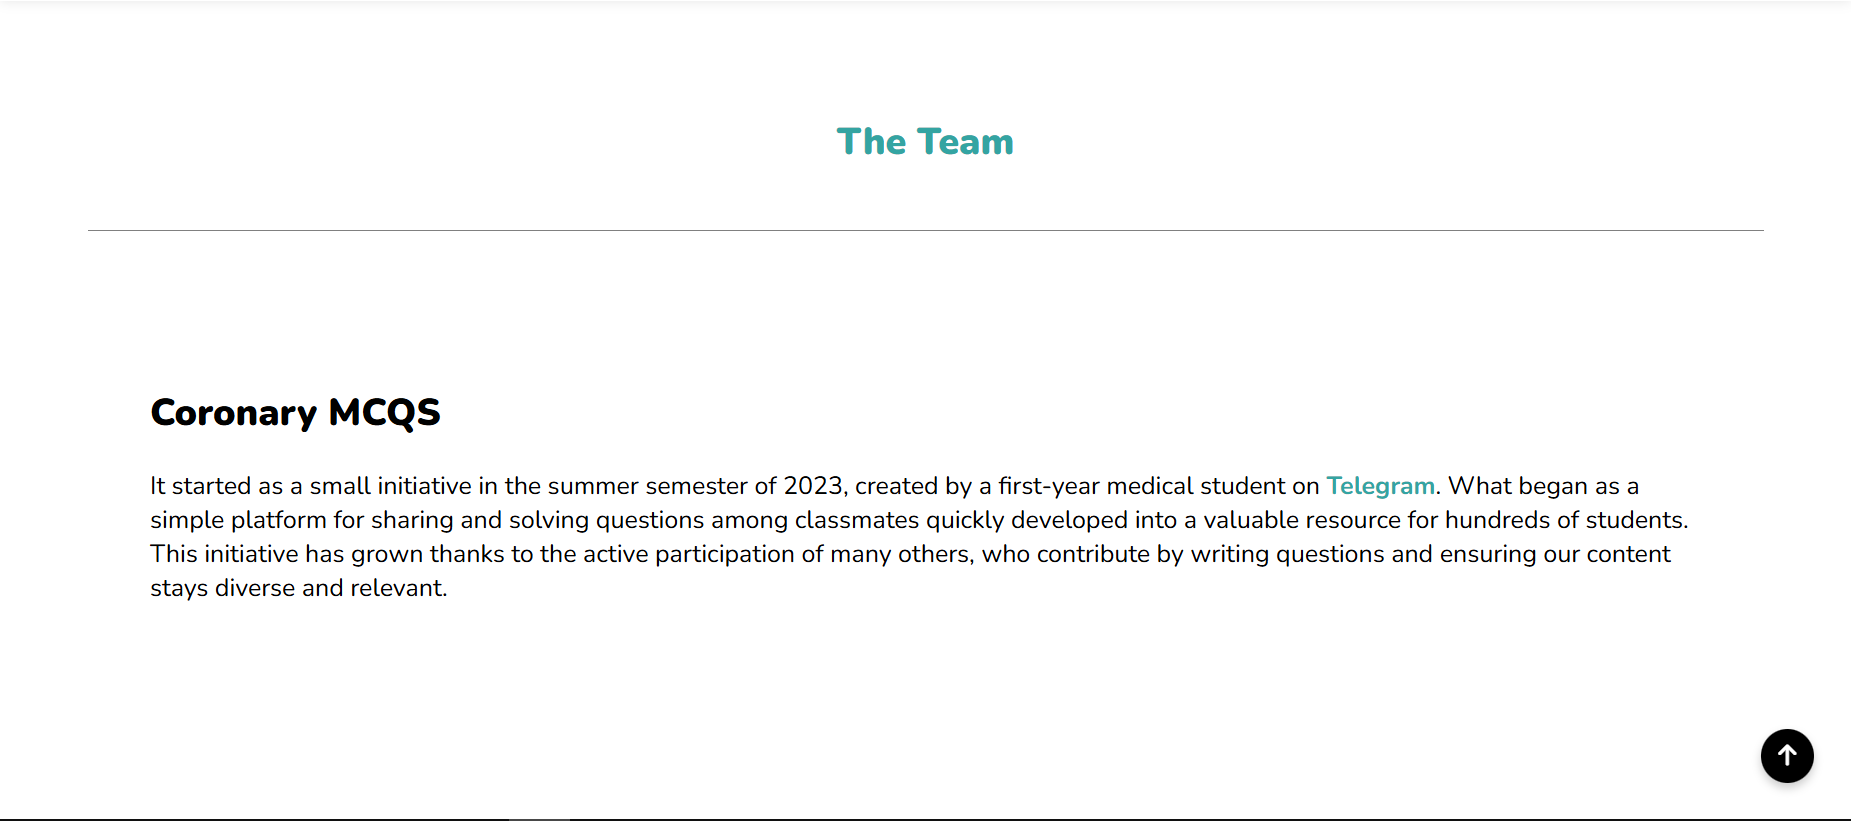 The Team
Coronary MCQS
It started as a small initiative in the summer semester of 2023, created by a first-year medical student on Telegram. What began as a
simple platform for sharing and solving questions among classmates quickly developed into a valuable resource for hundreds of students.
This initiative has grown thanks to the active participation of many others, who contribute by writing questions and ensuring our content
stays diverse and relevant.